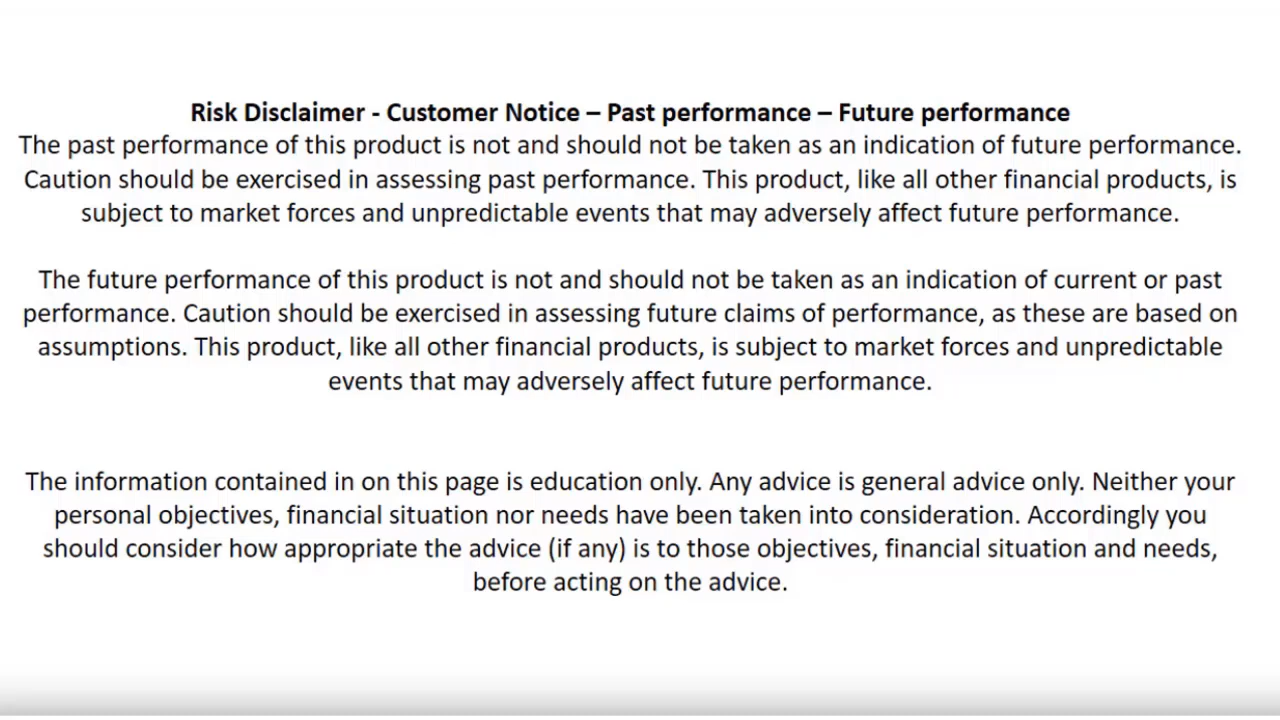 Risk Disclaimer - Customer Notice – Past performance – Future performance
The past performance of this product is not and should not be taken as an indication of future performance.
Caution should be exercised in assessing past performance. This product, like all other financial products, is
subject to market forces and unpredictable events that may adversely affect future performance.
The future performance of this product is not and should not be taken as an indication of current or past
performance. Caution should be exercised in assessing future claims of performance, as these are based on
assumptions. This product, like all other financial products, is subject to market forces and unpredictable
events that may adversely affect future performance.
The information contained in on this page is education only. Any advice is general advice only. Neither your
personal objectives, financial situation nor needs have been taken into consideration. Accordingly you
should consider how appropriate the advice (if any) is to those objectives, financial situation and needs,
before acting on the advice.